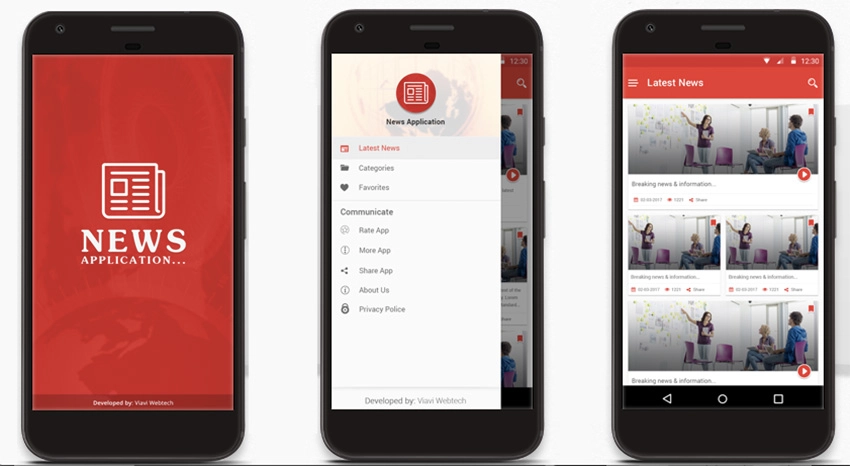 NEWS
APPLICATION...
Developed by: Viavi Webtech
12:30
News Application
Latest News
Categories
Favorites
Communicate
Rate App
More App
Share App
About Us
Privacy Police
Share
Developed by: Viavi Webtech
12:30
Latest News
Breaking news & information...
02-03-2017 1221 Share
Breaking news & information...
02-03-2017 1221 Share
Breaking news & information...
02-03-2017 1221 Share
Breaking news & information...